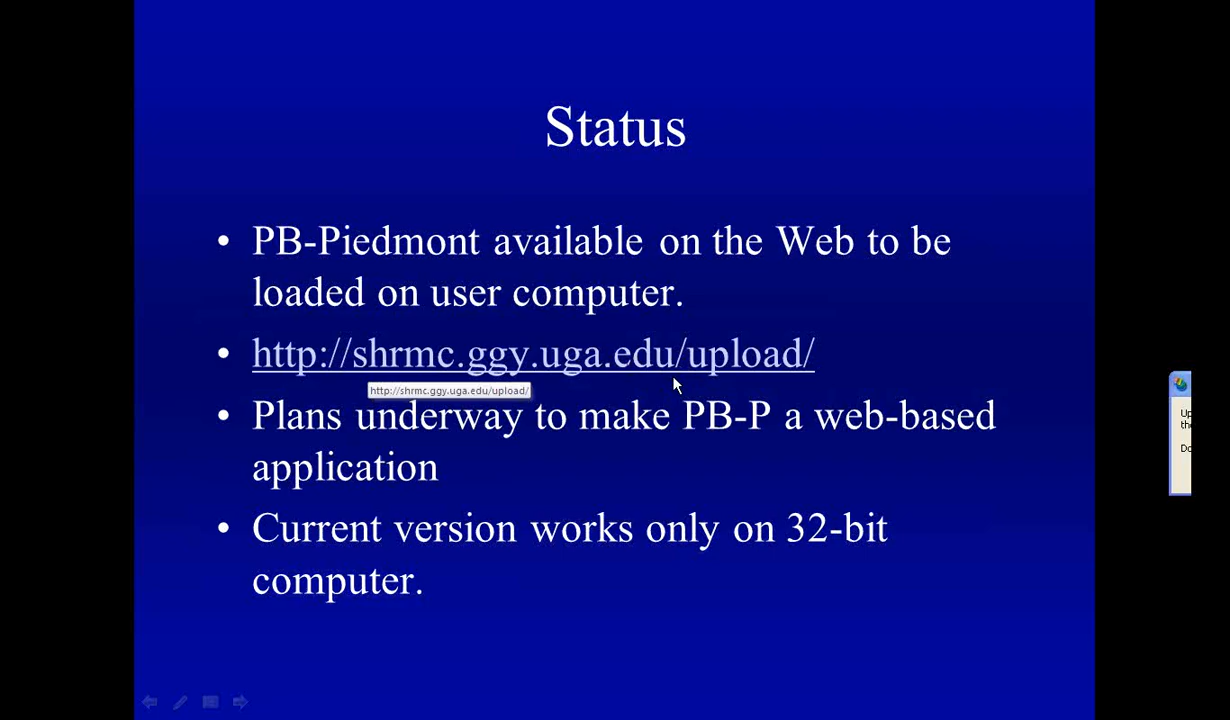 Status
• PB-Piedmont available on the Web to be
loaded on user computer.
• http://shrmc.ggy.uga.edu/upload/
http://shrmc.ggy.uga.edu/upload/
• Plans underway to make PB-P a web-based
application
• Current version works only on 32-bit
computer.